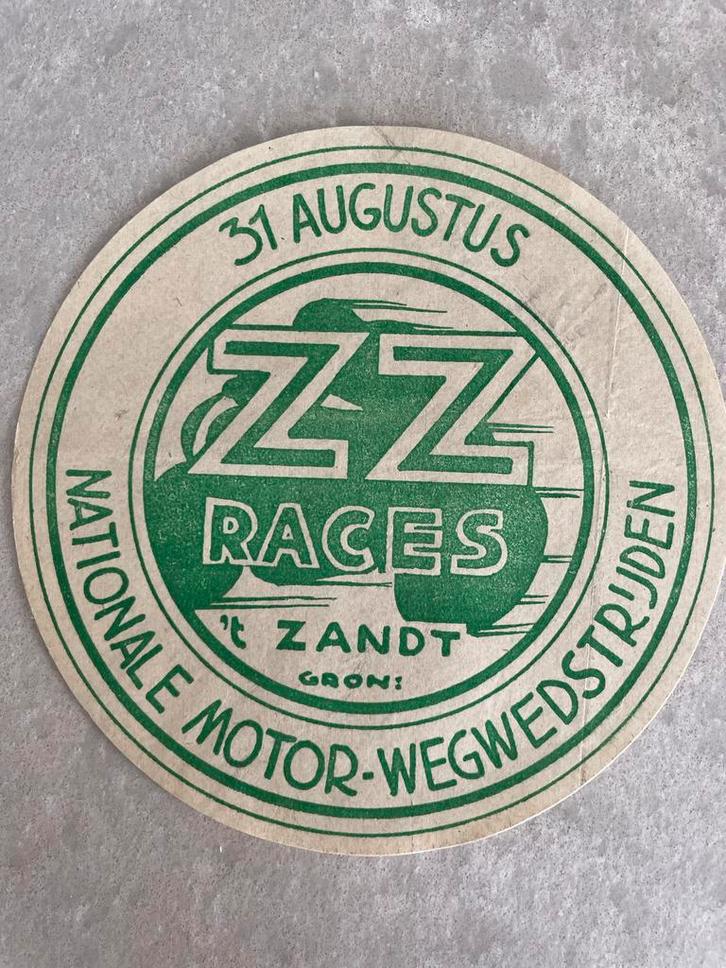 31 AUGUSTUS
ZZ
RACES
't ZANDT
GRON:
NATIONALE MOTOR-WEGWEDSTRIJDEN